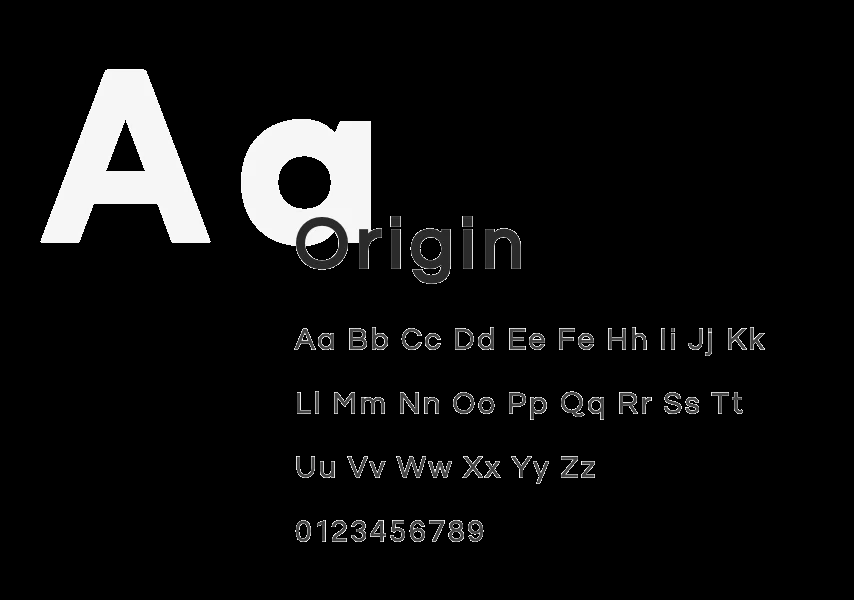 Aa
Origin
Aa Bb Cc Dd Ee Fe Hh Ii Jj Kk
Ll Mm Nn Oo Pp Qq Rr Ss Tt
Uu Vv Ww Xx Yy Zz
0123456789